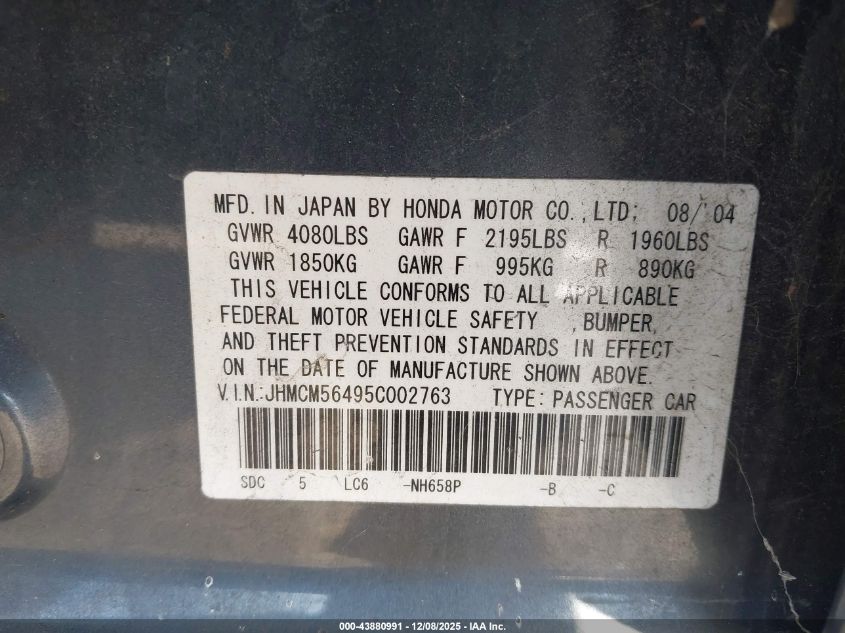 MFD. IN JAPAN BY HONDA MOTOR CO., LTD; 08/ 04
GVWR 4080LBS GAWR F 2195LBS R 1960LBS
GVWR 1850KG GAWR F 995KG R 890KG
THIS VEHICLE CONFORMS TO ALL APPLICABLE
FEDERAL MOTOR VEHICLE SAFETY , BUMPER,
AND THEFT PREVENTION STANDARDS IN EFFECT
ON THE DATE OF MANUFACTURE SHOWN ABOVE.
V.I.N.:JHMCM56495C002763 TYPE: PASSENGER CAR
SDC 5 LC6 -NH658P -B -C
000-43880991 - 12/08/2025 - IAA Inc.